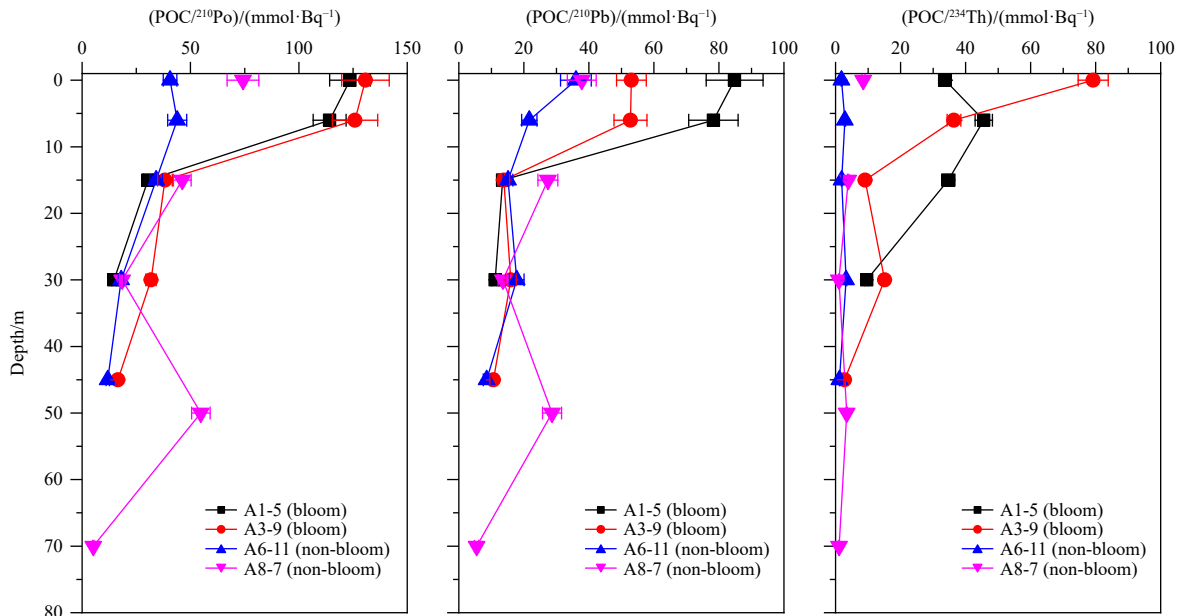 (POC/²¹⁰Po)/(mmol·Bq⁻¹) (POC/²¹⁰Pb)/(mmol·Bq⁻¹) (POC/²³⁴Th)/(mmol·Bq⁻¹)
0 50 100 150 0 20 40 60 80 100 0 20 40 60 80 100
0
10
20
30
40
50
60
70
80
Depth/m
A1-5 (bloom)
A3-9 (bloom)
A6-11 (non-bloom)
A8-7 (non-bloom)
A1-5 (bloom)
A3-9 (bloom)
A6-11 (non-bloom)
A8-7 (non-bloom)
A1-5 (bloom)
A3-9 (bloom)
A6-11 (non-bloom)
A8-7 (non-bloom)